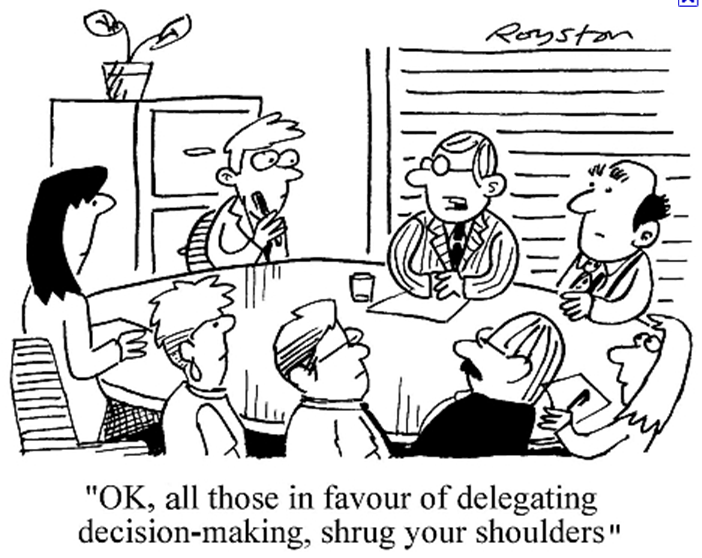 Royston
"OK, all those in favour of delegating
decision-making, shrug your shoulders"